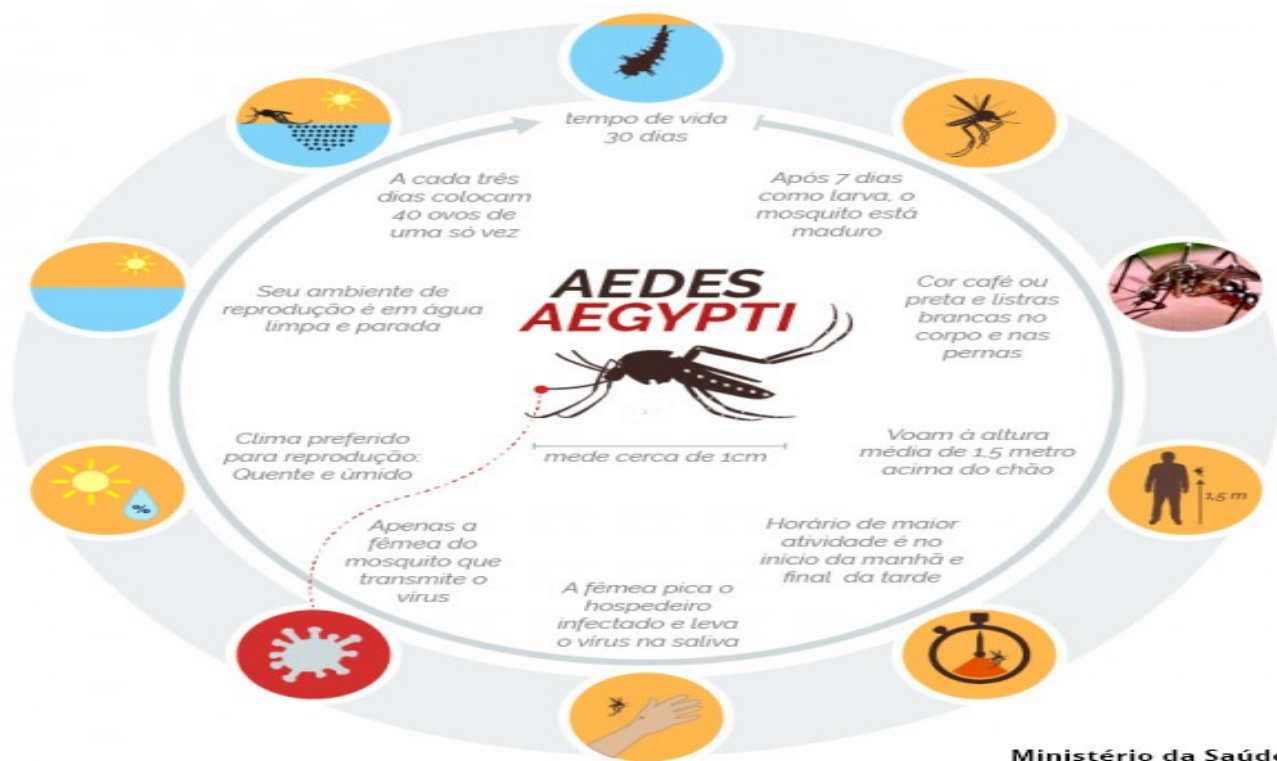 tempo de vida
30 dias
Após 7 dias
como larva, o
mosquito está
maduro
Cor café ou
preta e listras
brancas no
corpo e nas
pernas
Voam à altura
média de 1,5 metro
acima do chão
1,5 m
Horário de maior
atividade é no
início da manhã e
final da tarde
A fêmea pica o
hospedeiro
infectado e leva
o vírus na saliva
Apenas a
fêmea do
mosquito que
transmite o
vírus
Clima preferido
para reprodução:
Quente e úmido
%
Seu ambiente de
reprodução é em água
limpa e parada
A cada três
dias colocam
40 ovos de
uma só vez
AEDES
AEGYPTI
mede cerca de 1cm
Ministério da Saúde